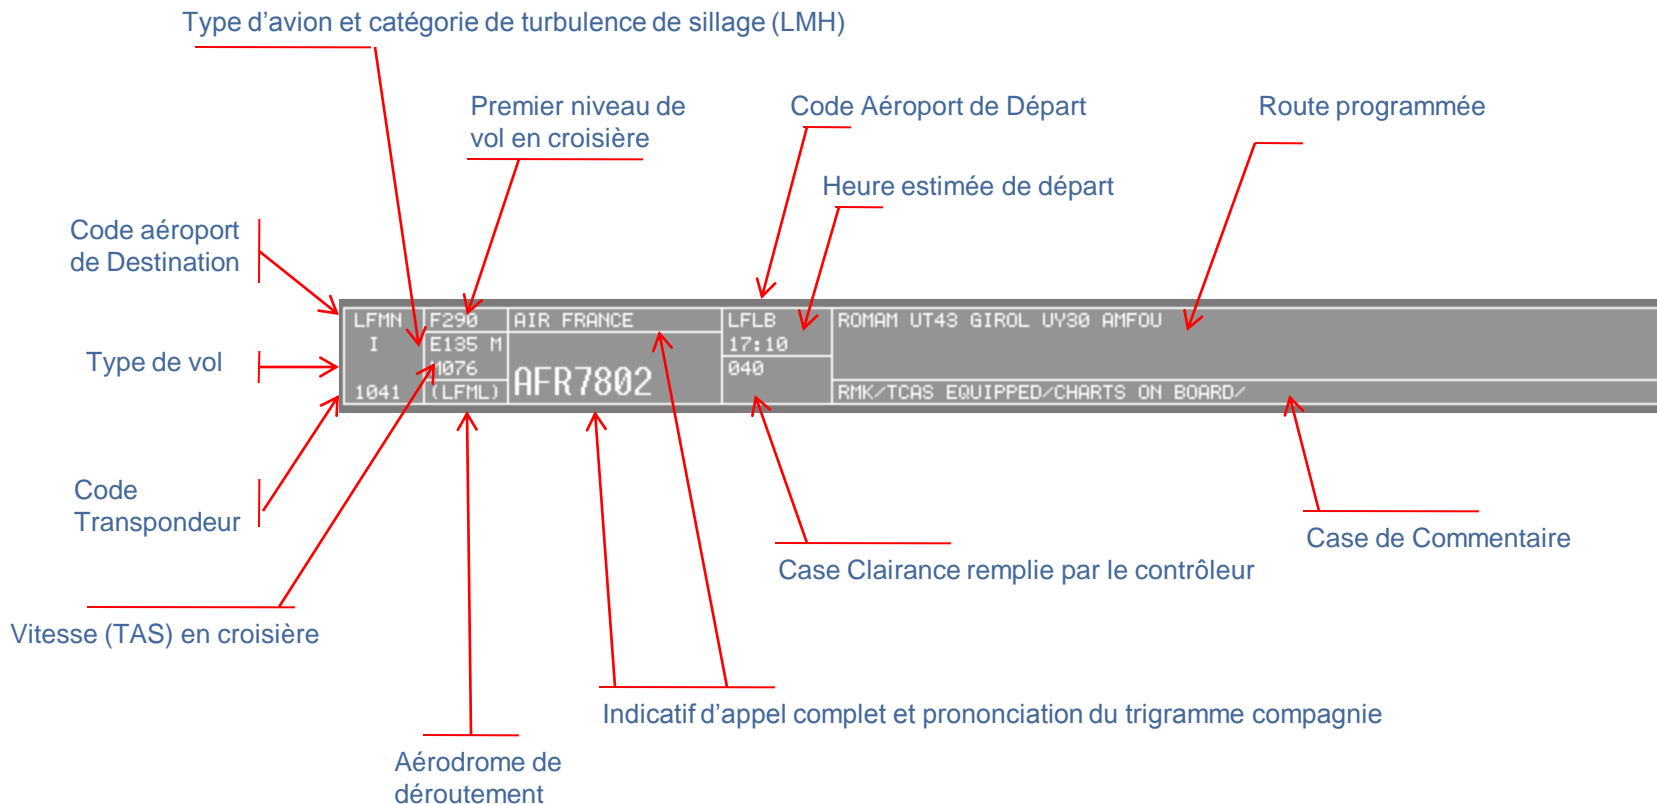 Type d’avion et catégorie de turbulence de sillage (LMH)
Premier niveau de
vol en croisière
Code Aéroport de Départ
Route programmée
Heure estimée de départ
Code aéroport
de Destination
Type de vol
LFMN F290 AIR FRANCE LFLB ROMAM UT43 GIROL UY30 AMFOU
I E135 M 17:10
M076 040
1041 (LFML) AFR7802 RMK/TCAS EQUIPPED/CHARTS ON BOARD/
Code
Transpondeur
Case de Commentaire
Case Clairance remplie par le contrôleur
Vitesse (TAS) en croisière
Indicatif d’appel complet et prononciation du trigramme compagnie
Aérodrome de
déroutement